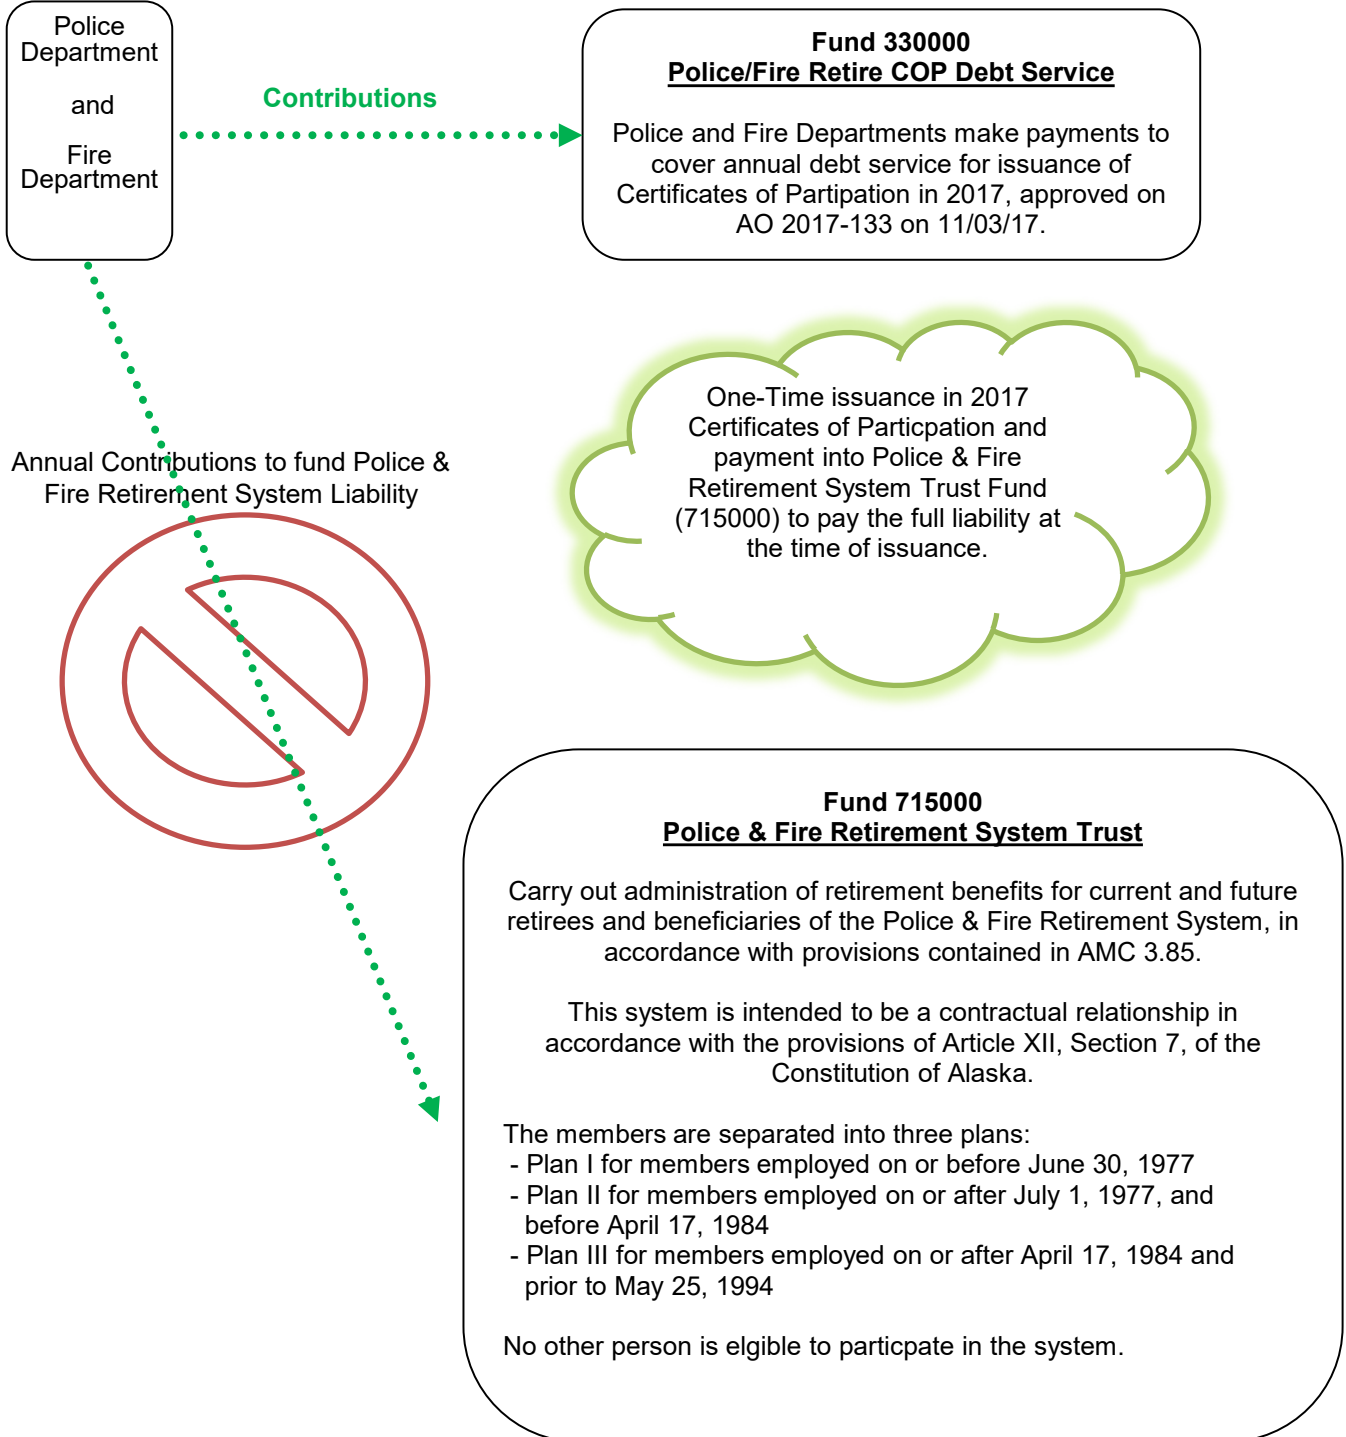 Police
Department
and
Fire
Department
Contributions
Fund 330000
Police/Fire Retire COP Debt Service
Police and Fire Departments make payments to
cover annual debt service for issuance of
Certificates of Partipation in 2017, approved on
AO 2017-133 on 11/03/17.
One-Time issuance in 2017
Certificates of Particpation and
payment into Police & Fire
Retirement System Trust Fund
(715000) to pay the full liability at
the time of issuance.
Annual Contributions to fund Police &
Fire Retirement System Liability
Fund 715000
Police & Fire Retirement System Trust
Carry out administration of retirement benefits for current and future
retirees and beneficiaries of the Police & Fire Retirement System, in
accordance with provisions contained in AMC 3.85.
This system is intended to be a contractual relationship in
accordance with the provisions of Article XII, Section 7, of the
Constitution of Alaska.
The members are separated into three plans:
- Plan I for members employed on or before June 30, 1977
- Plan II for members employed on or after July 1, 1977, and
before April 17, 1984
- Plan III for members employed on or after April 17, 1984 and
prior to May 25, 1994
No other person is elgible to particpate in the system.